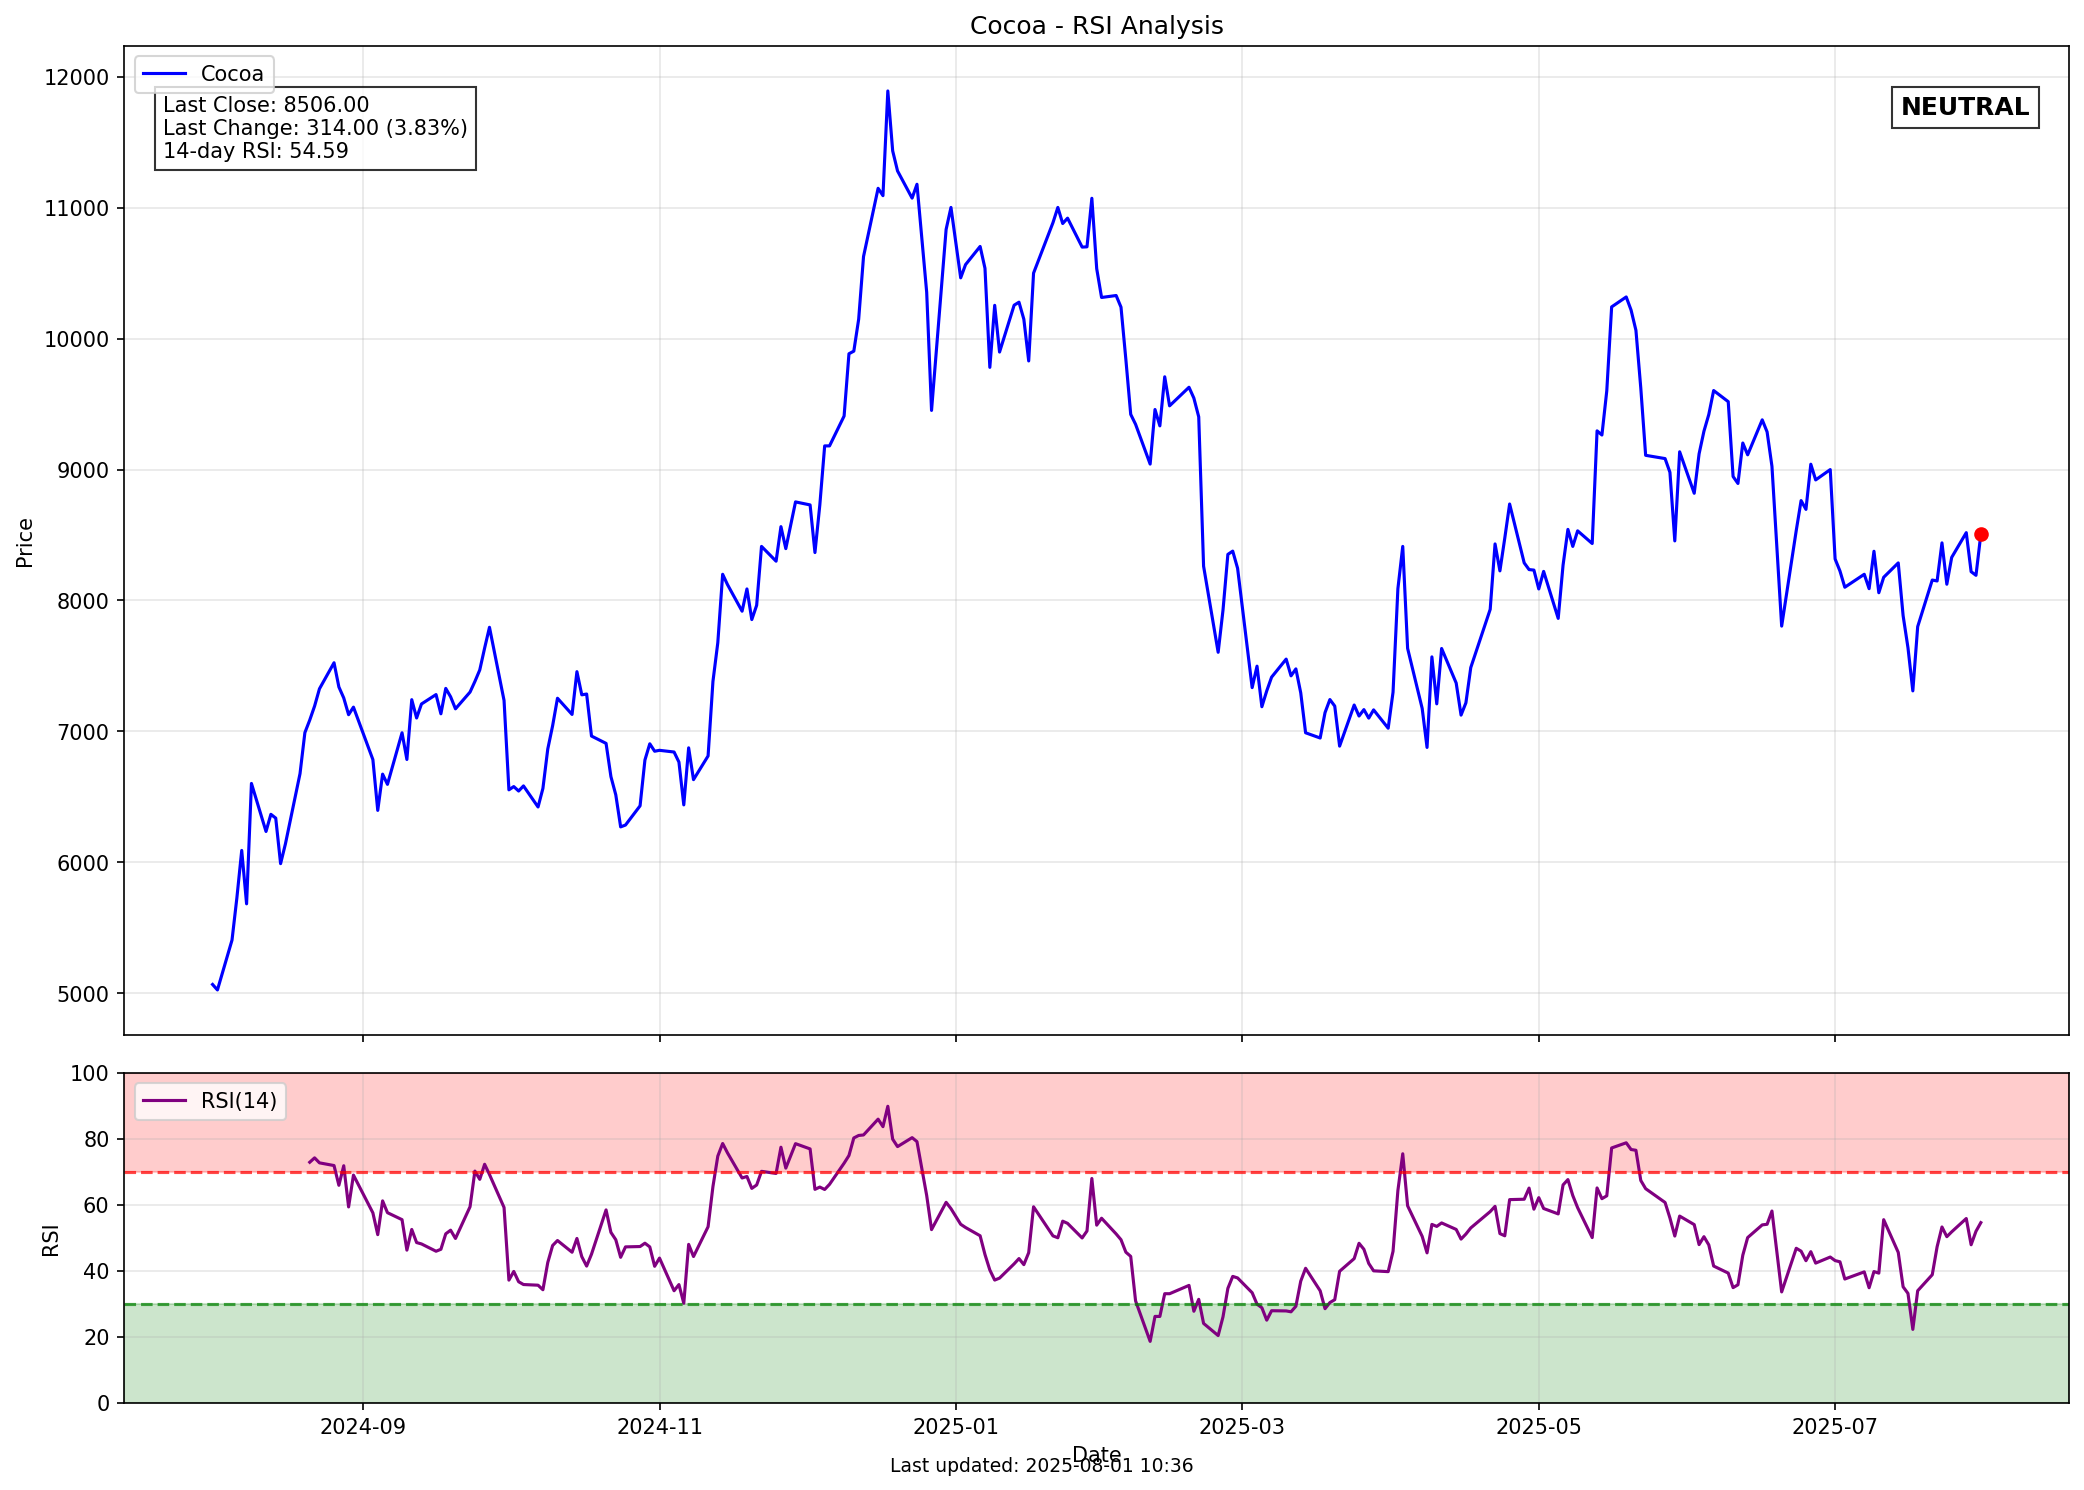 Cocoa - RSI Analysis
Cocoa
Last Close: 8506.00
Last Change: 314.00 (3.83%)
14-day RSI: 54.59
NEUTRAL
12000
11000
10000
9000
8000
7000
6000
5000
Price
RSI(14)
100
80
60
40
20
0
RSI
2024-09
2024-11
2025-01
2025-03
2025-05
2025-07
Date
Last updated: 2025-08-01 10:36